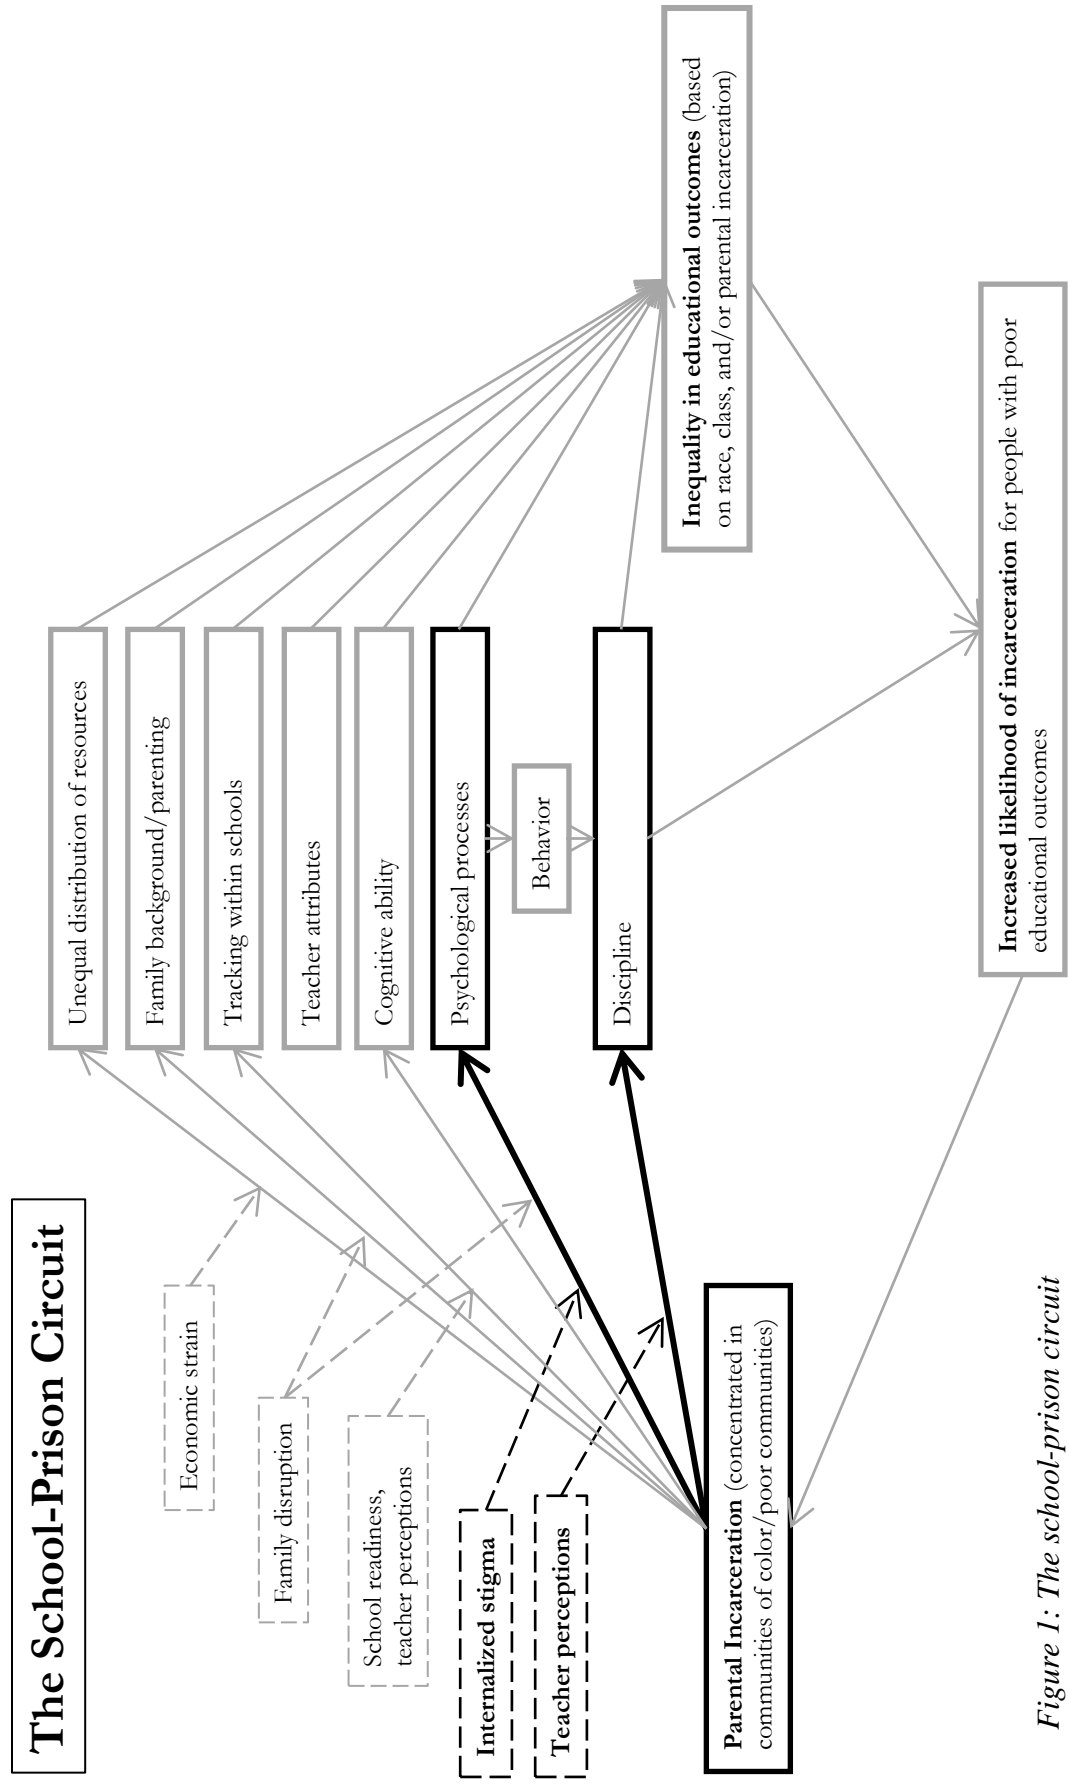 The School-Prison Circuit
Economic strain
Family disruption
School readiness,
teacher perceptions
Internalized stigma
Teacher perceptions
Parental Incarceration (concentrated in
communities of color/poor communities)
Unequal distribution of resources
Family background/parenting
Tracking within schools
Teacher attributes
Cognitive ability
Psychological processes
Behavior
Discipline
Inequality in educational outcomes (based
on race, class, and/or parental incarceration)
Increased likelihood of incarceration for people with poor
educational outcomes
Figure 1: The school-prison circuit